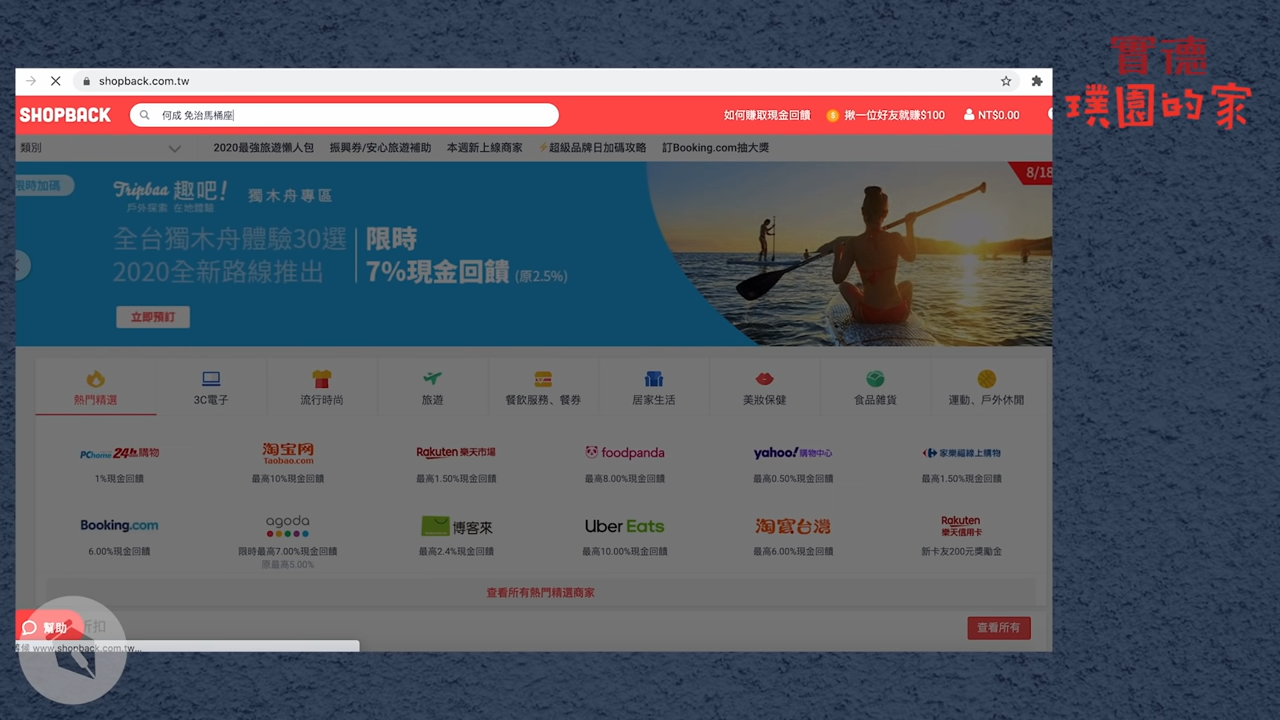 實德
璞園的家
shopback.com.tw
SHOPBACK
何成 免治馬桶座
如何賺取現金回饋
揪一位好友就賺$100
NT$0.00
類別
2020最強旅遊懶人包
振興券/安心旅遊補助
本週新上線商家
⚡超級品牌日加碼攻略
訂Booking.com抽大獎
限時加碼
Tripbaa 趣吧!
戶外探索 在地體驗
獨木舟專區
8/18
全台獨木舟體驗30選
2020全新路線推出
限時
7%現金回饋 (原2.5%)
立即預訂
熱門精選
3C電子
流行時尚
旅遊
餐飲服務、餐券
居家生活
美妝保健
食品雜貨
運動、戶外休閒
PChome 24h購物
淘宝网
Taobao.com
Rakuten 樂天市場
foodpanda
yahoo!購物中心
家樂福線上購物
1%現金回饋
最高10%現金回饋
最高1.50%現金回饋
最高8.00%現金回饋
最高0.50%現金回饋
最高1.50%現金回饋
Booking.com
agoda
博客來
Uber Eats
淘宝台灣
Rakuten
樂天信用卡
6.00%現金回饋
限時最高7.00%現金回饋
原最高5.00%
最高2.4%現金回饋
最高10.00%現金回饋
最高6.00%現金回饋
新卡友200元獎勵金
查看所有熱門精選商家
幫助
折扣
查看所有
www.shopback.com.tw...